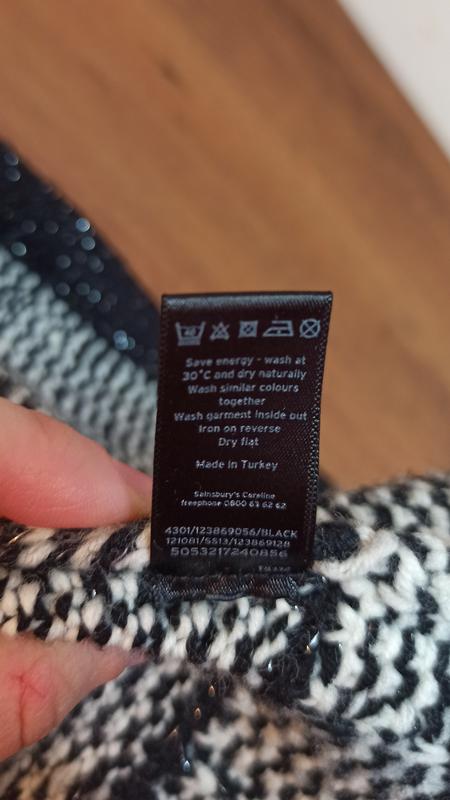 Save energy - wash at
30°C and dry naturally
Wash similar colours
together
Wash garment inside out
Iron on reverse
Dry flat
Made in Turkey
Sainsbury's Careline
freephone 0800 63 62 62
4301/123869056/BLACK
121081/SS13/123869128
5053217240856